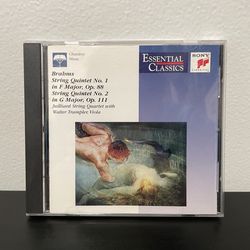 Chamber
Music
ESSENTIAL
CLASSICS
SONY
Brahms
String Quintet No. 1
in F Major, Op. 88
String Quintet No. 2
in G Major, Op. 111
Juilliard String Quartet with
Walter Trampler, Viola